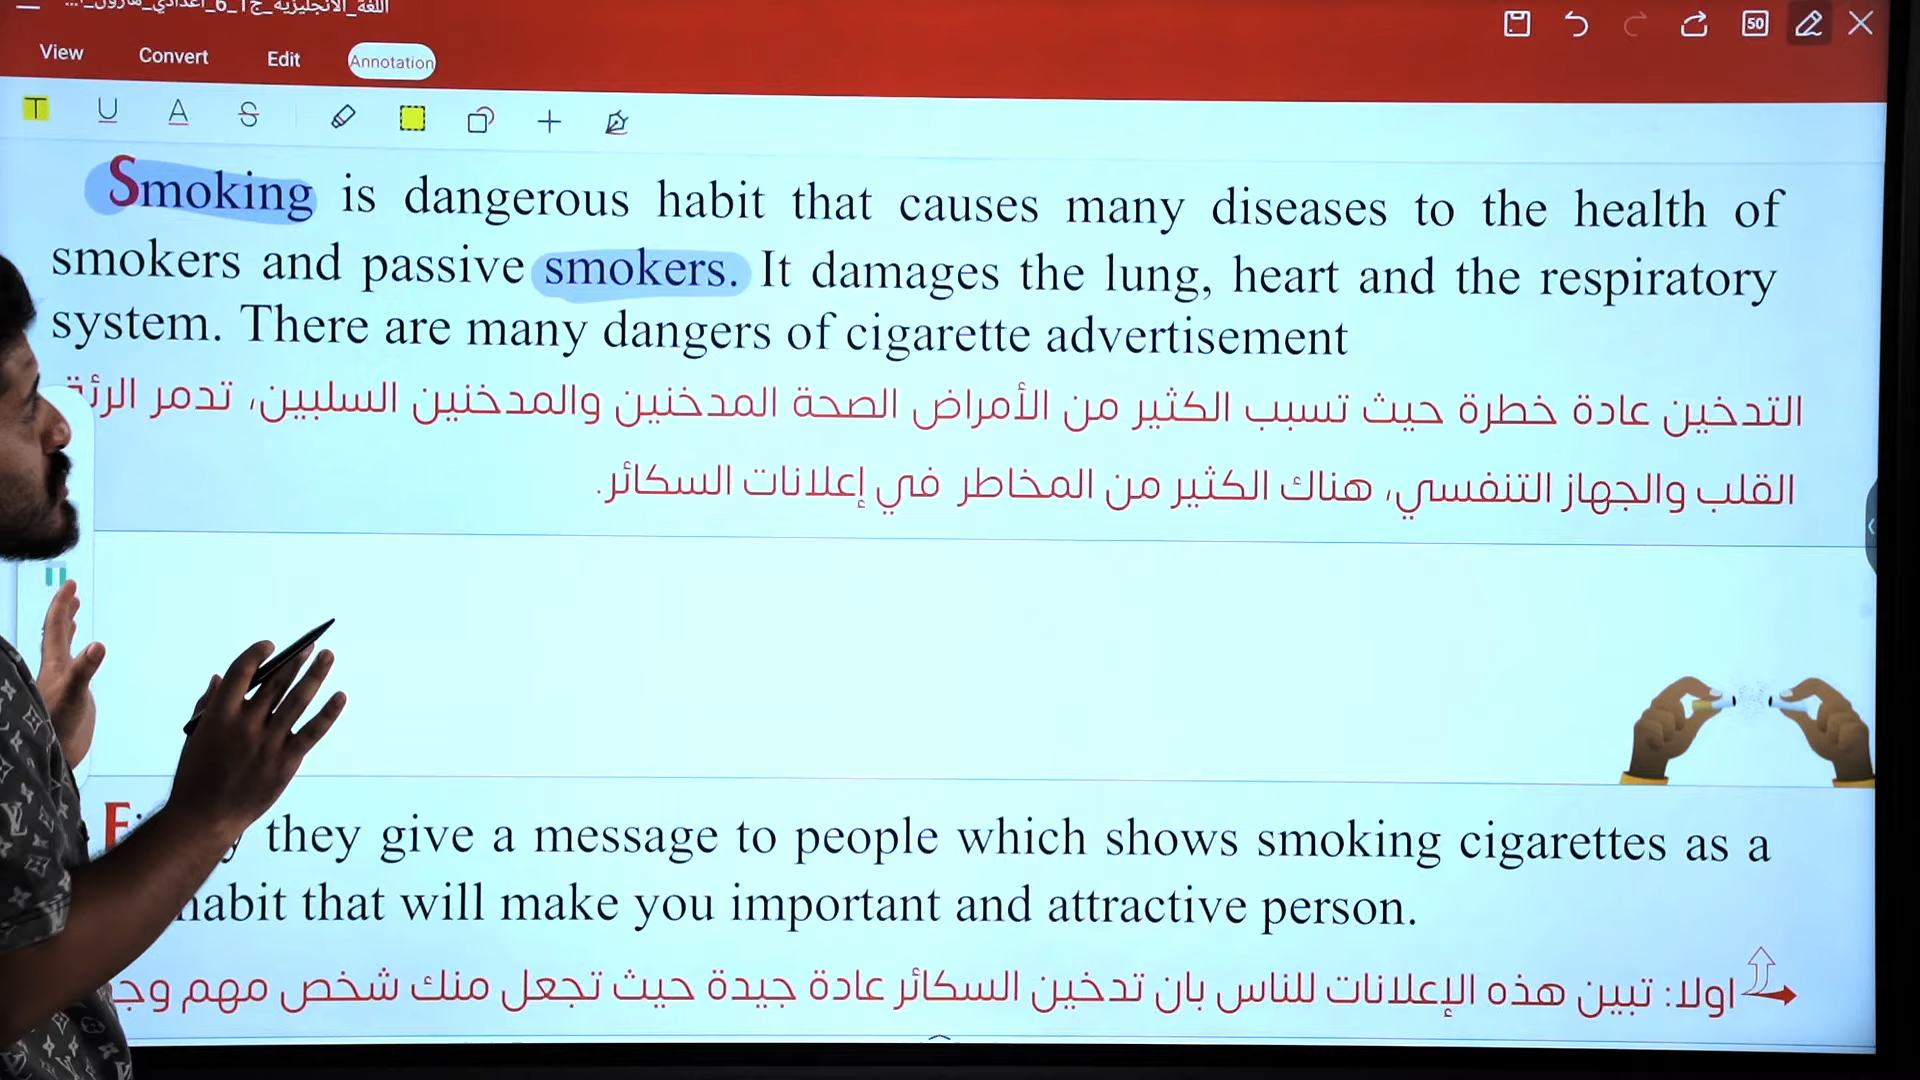 اللغة_الانجليزية_ج1_6_اعدادي_هارون_...
50
View Convert Edit Annotation
T U A S
Smoking is dangerous habit that causes many diseases to the health of
smokers and passive smokers. It damages the lung, heart and the respiratory
system. There are many dangers of cigarette advertisement
التدخين عادة خطرة حيث تسبب الكثير من الأمراض الصحة المدخنين والمدخنين السلبيين، تدمر الرئة
القلب والجهاز التنفسي، هناك الكثير من المخاطر في إعلانات السكائر.
they give a message to people which shows smoking cigarettes as a
habit that will make you important and attractive person.
اولا: تبين هذه الإعلانات للناس بان تدخين السكائر عادة جيدة حيث تجعل منك شخص مهم